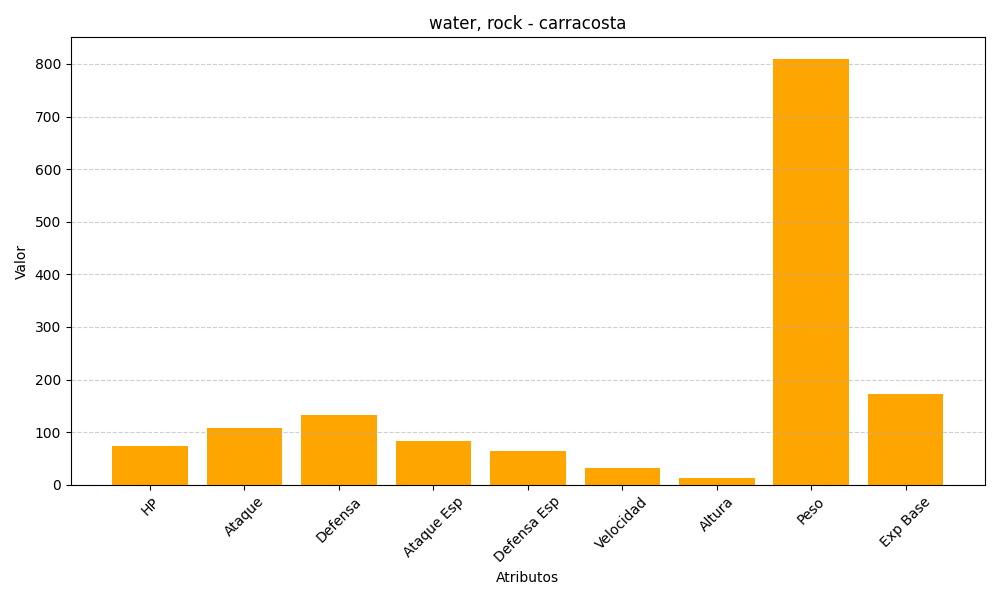 water, rock - carracosta
Valor
800
700
600
500
400
300
200
100
0
HP
Ataque
Defensa
Ataque Esp
Defensa Esp
Velocidad
Altura
Peso
Exp Base
Atributos